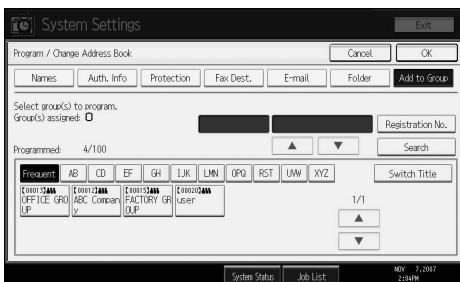 System Settings
Exit
Program / Change Address Book
Cancel
OK
Names
Auth. Info
Protection
Fax Dest.
E-mail
Folder
Add to Group
Select group(s) to program.
Group(s) assigned: 0
Registration No.
Programmed: 4/100
▲
▼
Search
Frequent
AB
CD
EF
GH
IJK
LMN
OPQ
RST
UVW
XYZ
Switch Title
【00013】
OFFICE GRO
UP
【00012】
ABC Compan
y
【00015】
FACTORY GR
OUP
【00020】
user
1/1
▲
▼
System Status
Job List
NOV 7,2007
2:04PM